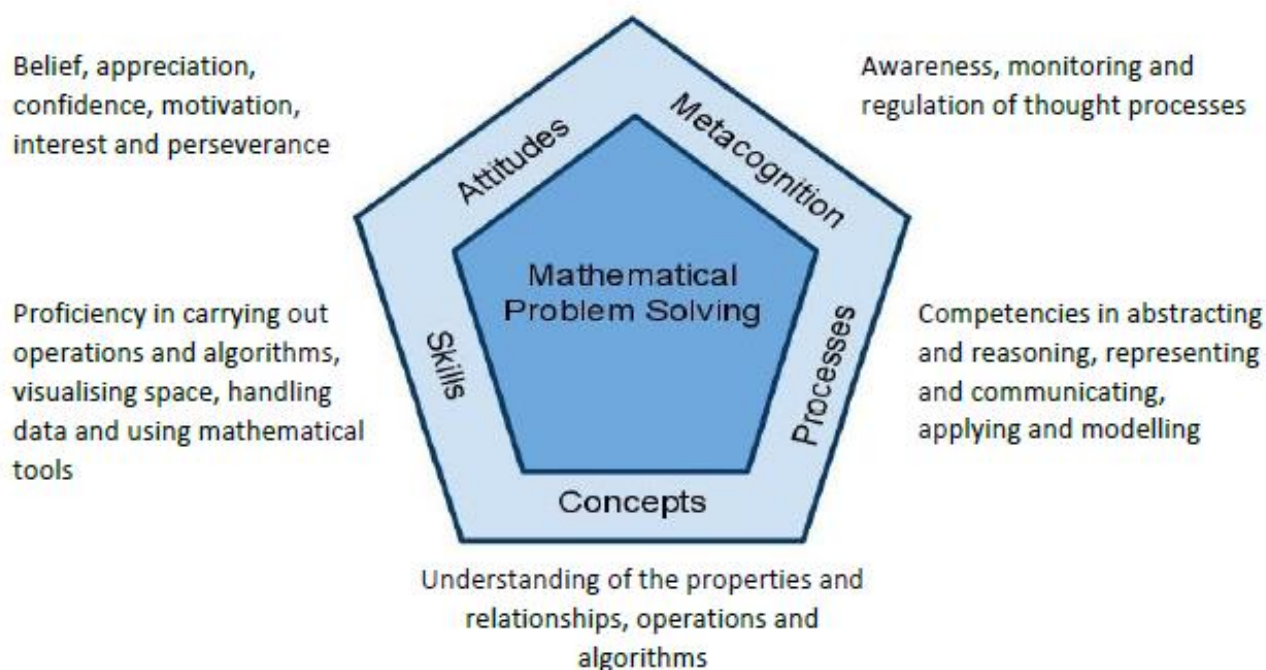 Belief, appreciation,
confidence, motivation,
interest and perseverance
Attitudes
Metacognition
Awareness, monitoring and
regulation of thought processes
Mathematical
Problem Solving
Proficiency in carrying out
operations and algorithms,
visualising space, handling
data and using mathematical
tools
Skills
Processes
Competencies in abstracting
and reasoning, representing
and communicating,
applying and modelling
Concepts
Understanding of the properties and
relationships, operations and
algorithms